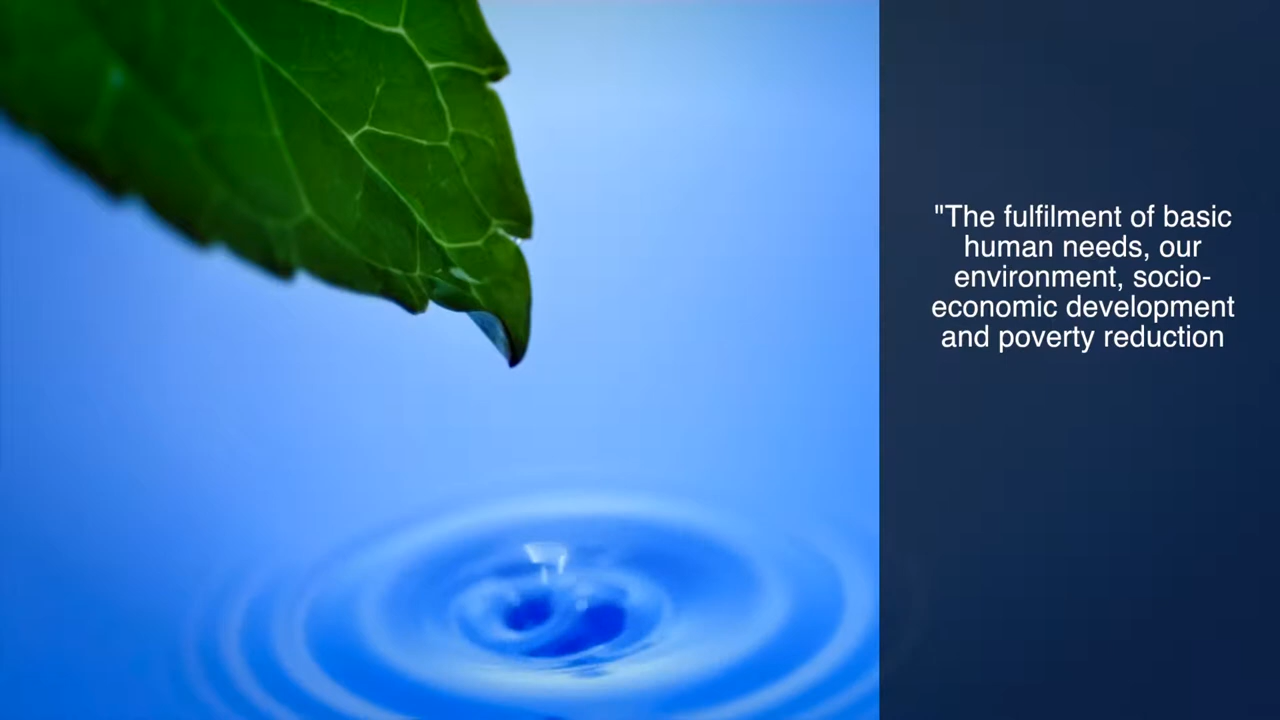 "The fulfilment of basic
human needs, our
environment, socio-
economic development
and poverty reduction